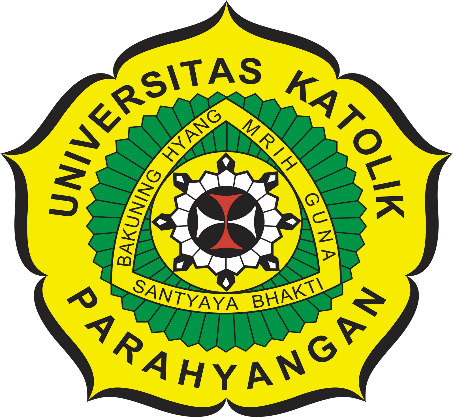 UNIVERSITAS KATOLIK
PARAHYANGAN
BAKUNING HYANG
MRIH GUNA
SANTYAYA BHAKTI